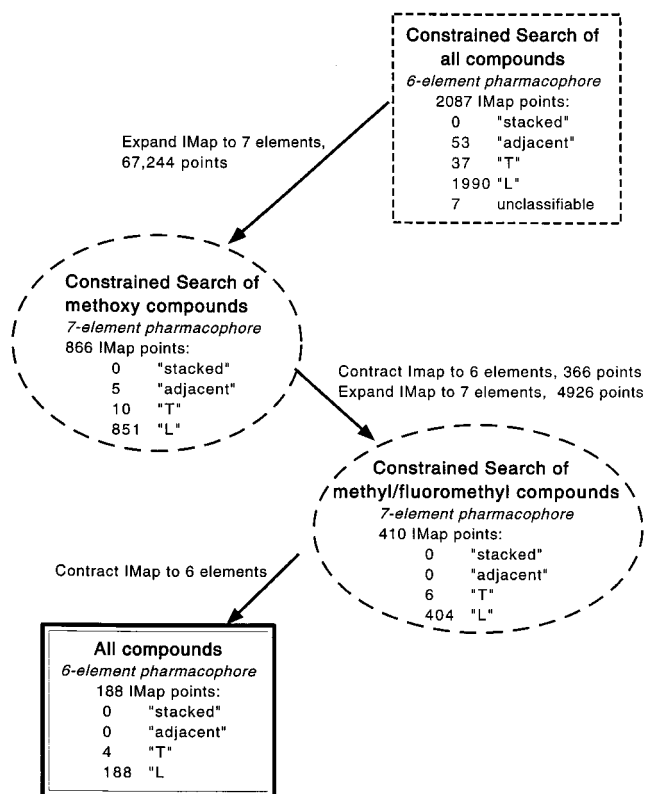 Constrained Search of
all compounds
6-element pharmacophore
2087 IMap points:
0 "stacked"
53 "adjacent"
37 "T"
1990 "L"
7 unclassifiable
Expand IMap to 7 elements,
67,244 points
Constrained Search of
methoxy compounds
7-element pharmacophore
866 IMap points:
0 "stacked"
5 "adjacent"
10 "T"
851 "L"
Contract Imap to 6 elements, 366 points
Expand IMap to 7 elements, 4926 points
Constrained Search of
methyl/fluoromethyl compounds
7-element pharmacophore
410 IMap points:
0 "stacked"
0 "adjacent"
6 "T"
404 "L"
Contract IMap to 6 elements
All compounds
6-element pharmacophore
188 IMap points:
0 "stacked"
0 "adjacent"
4 "T"
188 "L